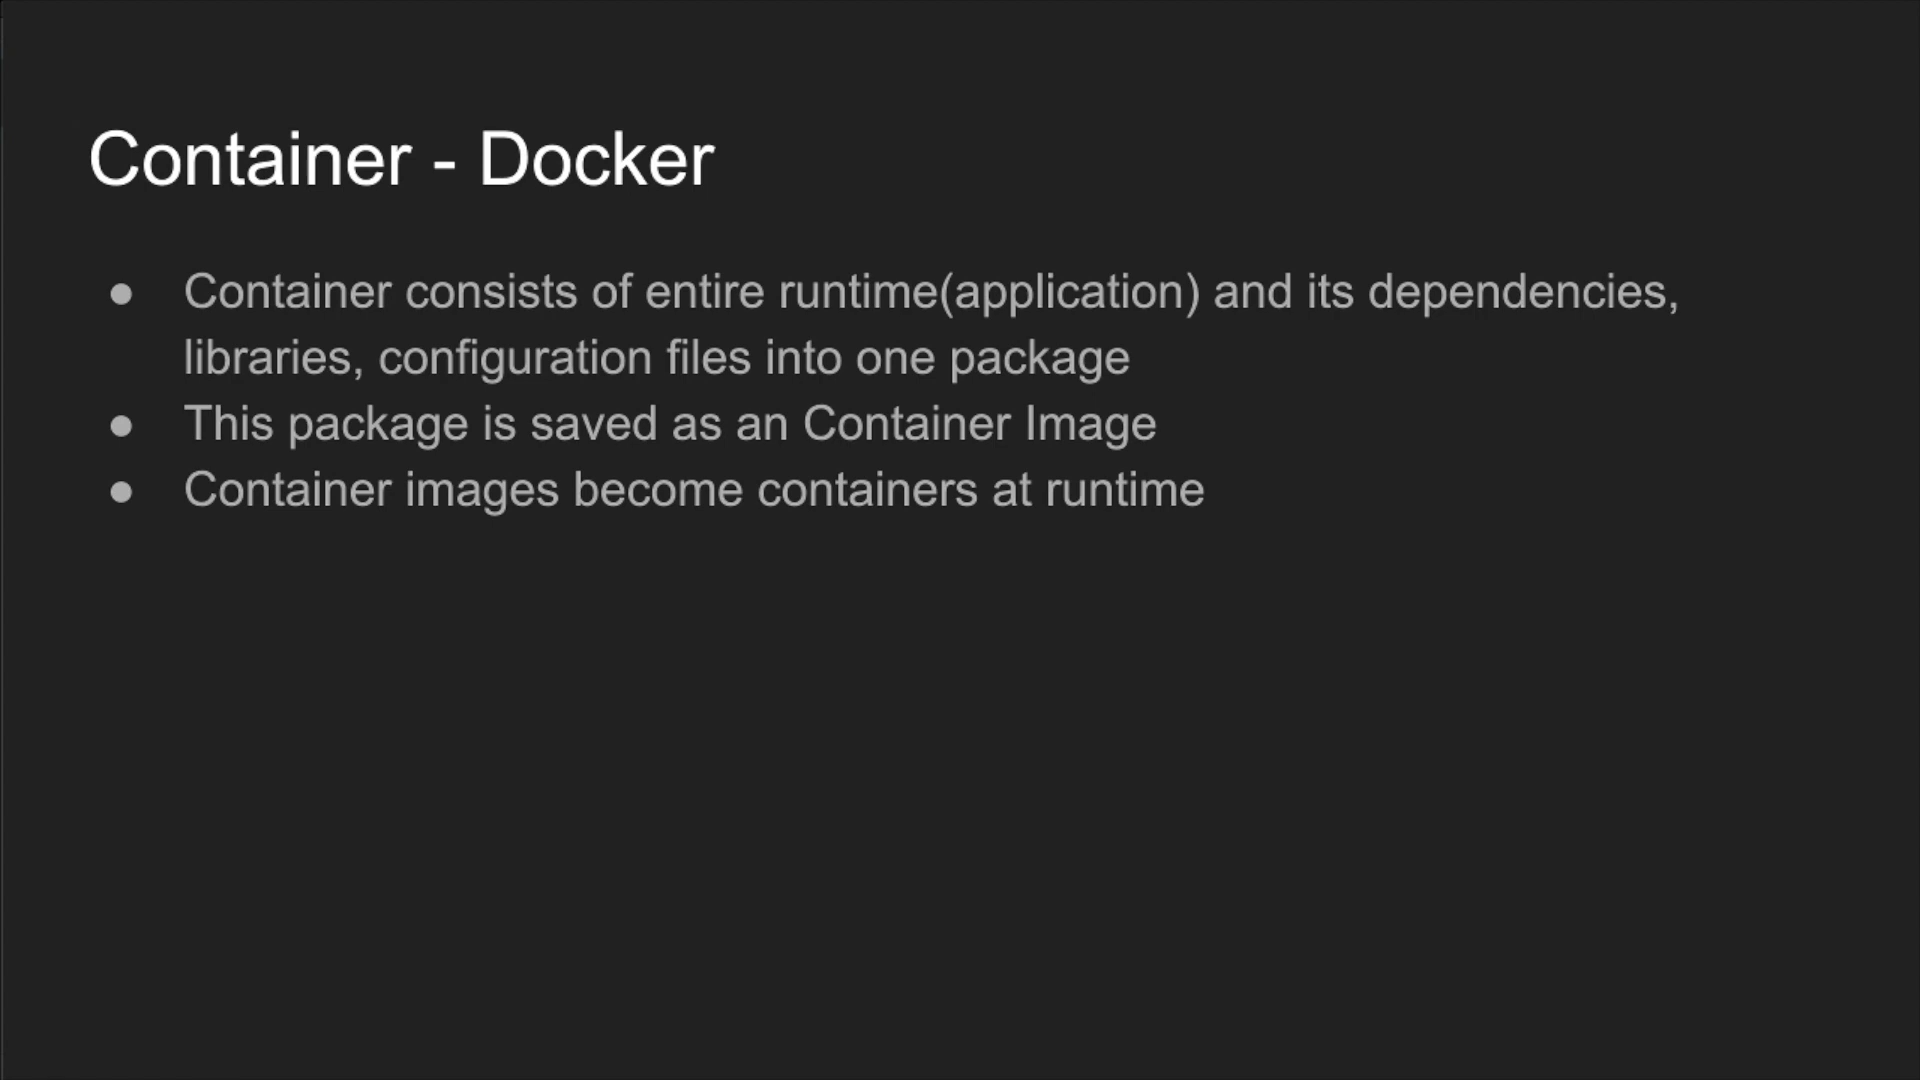 Container - Docker
● Container consists of entire runtime(application) and its dependencies,
libraries, configuration files into one package
● This package is saved as an Container Image
● Container images become containers at runtime